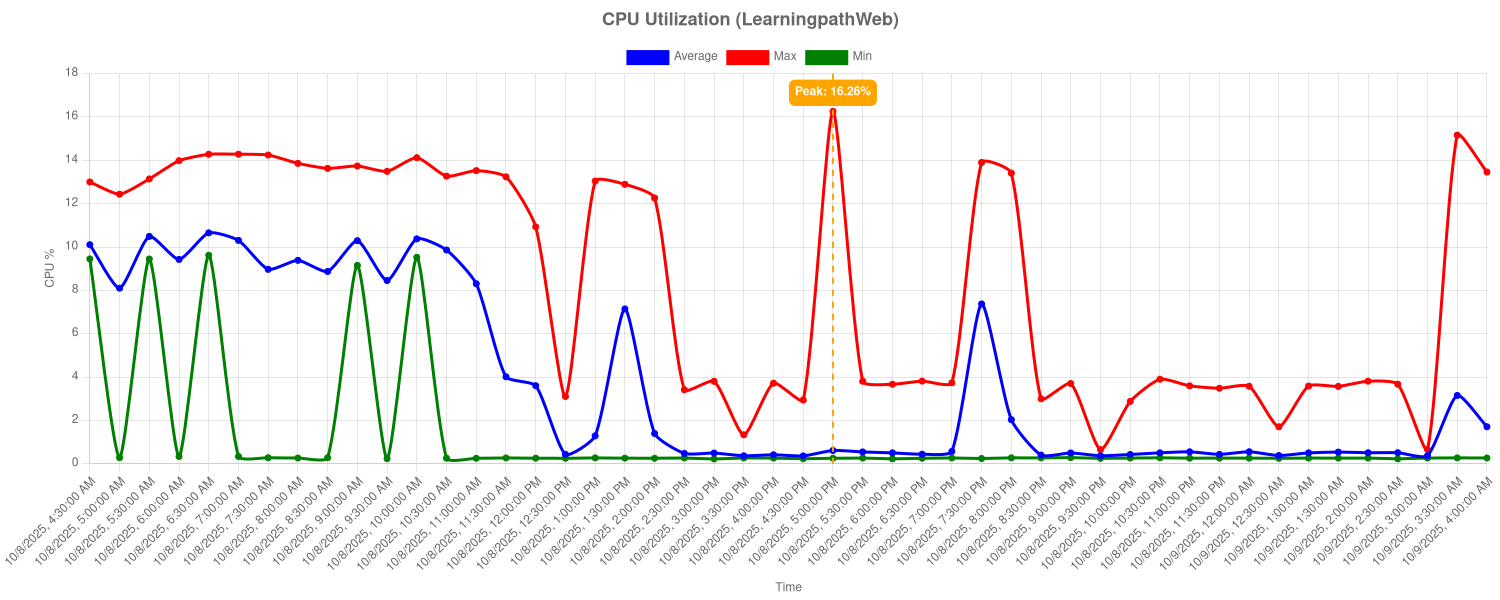 CPU Utilization (LearningpathWeb)
Average Max Min
18
Peak: 16.26%
16
14
12
10
CPU %
8
6
4
2
0
10/8/2025, 4:30:00 AM
10/8/2025, 5:00:00 AM
10/8/2025, 5:30:00 AM
10/8/2025, 6:00:00 AM
10/8/2025, 6:30:00 AM
10/8/2025, 7:00:00 AM
10/8/2025, 7:30:00 AM
10/8/2025, 8:00:00 AM
10/8/2025, 8:30:00 AM
10/8/2025, 9:00:00 AM
10/8/2025, 9:30:00 AM
10/8/2025, 10:00:00 AM
10/8/2025, 10:30:00 AM
10/8/2025, 11:00:00 AM
10/8/2025, 11:30:00 AM
10/8/2025, 12:00:00 PM
10/8/2025, 12:30:00 PM
10/8/2025, 1:00:00 PM
10/8/2025, 1:30:00 PM
10/8/2025, 2:00:00 PM
10/8/2025, 2:30:00 PM
10/8/2025, 3:00:00 PM
10/8/2025, 3:30:00 PM
10/8/2025, 4:00:00 PM
10/8/2025, 4:30:00 PM
10/8/2025, 5:00:00 PM
10/8/2025, 5:30:00 PM
10/8/2025, 6:00:00 PM
10/8/2025, 6:30:00 PM
10/8/2025, 7:00:00 PM
10/8/2025, 7:30:00 PM
10/8/2025, 8:00:00 PM
10/8/2025, 8:30:00 PM
10/8/2025, 9:00:00 PM
10/8/2025, 9:30:00 PM
10/8/2025, 10:00:00 PM
10/8/2025, 10:30:00 PM
10/8/2025, 11:00:00 PM
10/8/2025, 11:30:00 PM
10/9/2025, 12:00:00 AM
10/9/2025, 12:30:00 AM
10/9/2025, 1:00:00 AM
10/9/2025, 1:30:00 AM
10/9/2025, 2:00:00 AM
10/9/2025, 2:30:00 AM
10/9/2025, 3:00:00 AM
10/9/2025, 3:30:00 AM
10/9/2025, 4:00:00 AM
Time